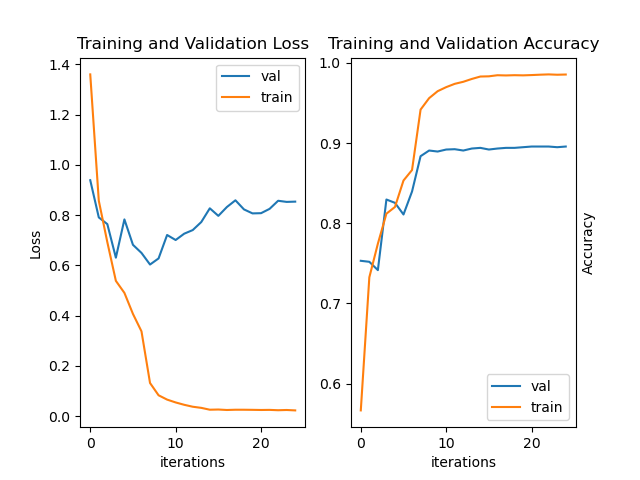 Training and Validation Loss
1.4
1.2
1.0
0.8
0.6
0.4
0.2
0.0
Loss
0
10
20
iterations
val
train
Training and Validation Accuracy
1.0
0.9
0.8
0.7
0.6
Accuracy
0
10
20
iterations
val
train